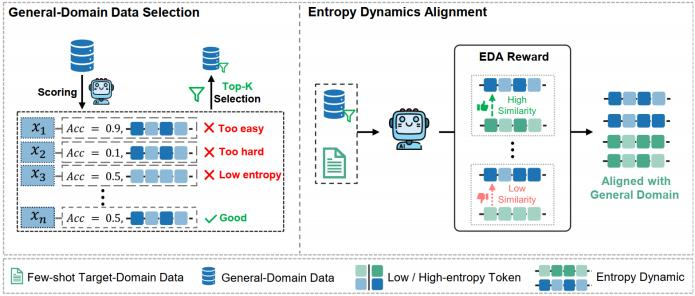 General-Domain Data Selection
Scoring
Top-K
Selection
x1 Acc = 0.9, Too easy
x2 Acc = 0.1, Too hard
x3 Acc = 0.5, Low entropy
xn Acc = 0.5, Good
Entropy Dynamics Alignment
AI
EDA Reward
High
Similarity
Low
Similarity
Aligned with
General Domain
Few-shot Target-Domain Data
General-Domain Data
Low / High-entropy Token
Entropy Dynamic